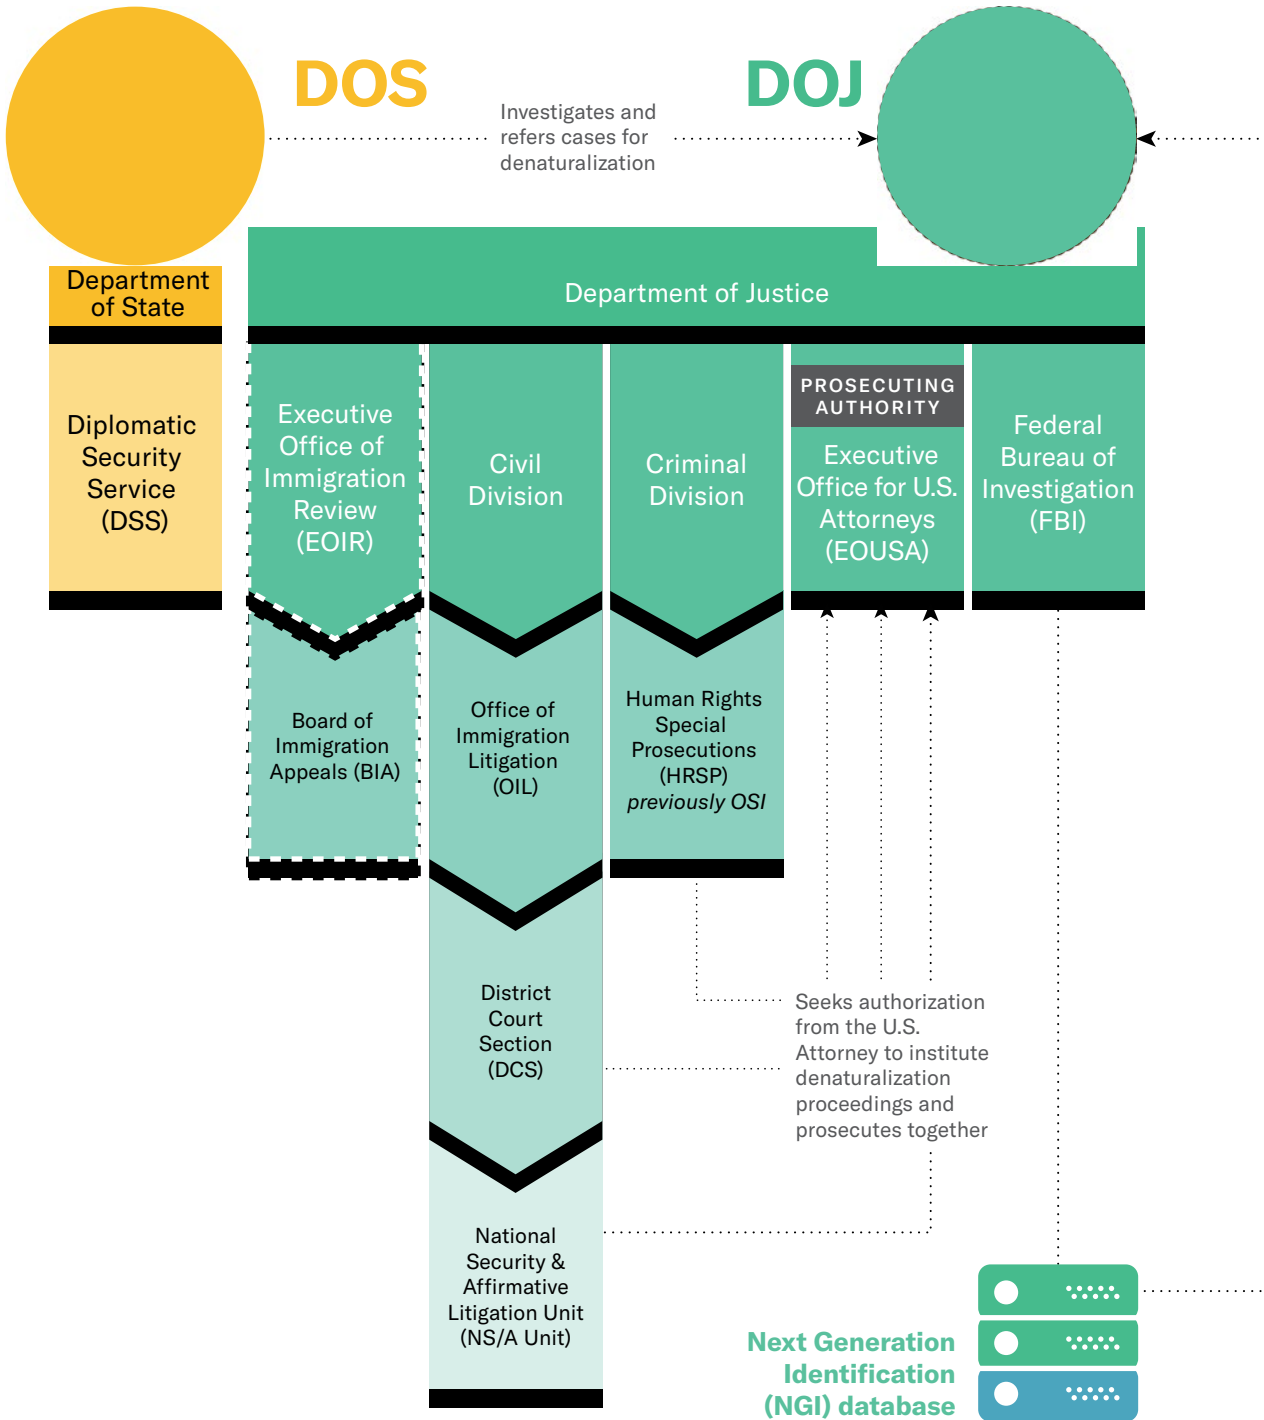 DOS
DOJ
Investigates and
refers cases for
denaturalization
Department
of State
Department of Justice
Diplomatic
Security
Service
(DSS)
Executive
Office of
Immigration
Review
(EOIR)
Civil
Division
Criminal
Division
PROSECUTING
AUTHORITY
Executive
Office for U.S.
Attorneys
(EOUSA)
Federal
Bureau of
Investigation
(FBI)
Board of
Immigration
Appeals (BIA)
Office of
Immigration
Litigation
(OIL)
Human Rights
Special
Prosecutions
(HRSP)
previously OSI
District
Court
Section
(DCS)
Seeks authorization
from the U.S.
Attorney to institute
denaturalization
proceedings and
prosecutes together
National
Security &
Affirmative
Litigation Unit
(NS/A Unit)
Next Generation
Identification
(NGI) database